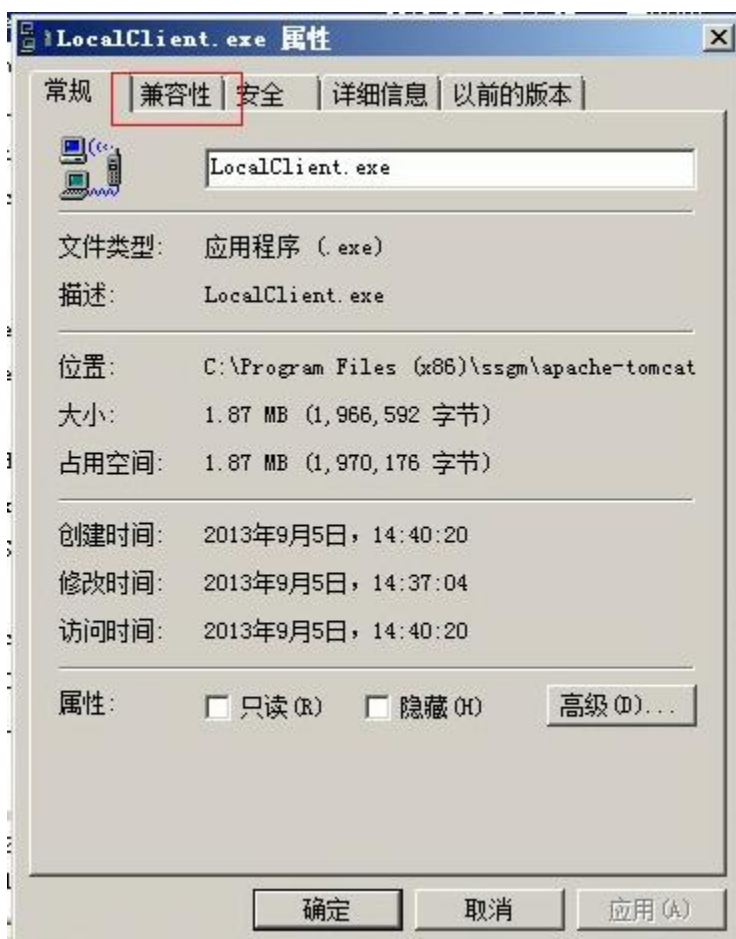 LocalClient.exe 属性
常规 兼容性 安全 详细信息 以前的版本
LocalClient.exe
文件类型: 应用程序 (.exe)
描述: LocalClient.exe
位置: C:\Program Files (x86)\ssgm\apache-tomcat
大小: 1.87 MB (1,966,592 字节)
占用空间: 1.87 MB (1,970,176 字节)
创建时间: 2013年9月5日，14:40:20
修改时间: 2013年9月5日，14:37:04
访问时间: 2013年9月5日，14:40:20
属性: 只读(R) 隐藏(H) 高级(D)...
确定 取消 应用(A)